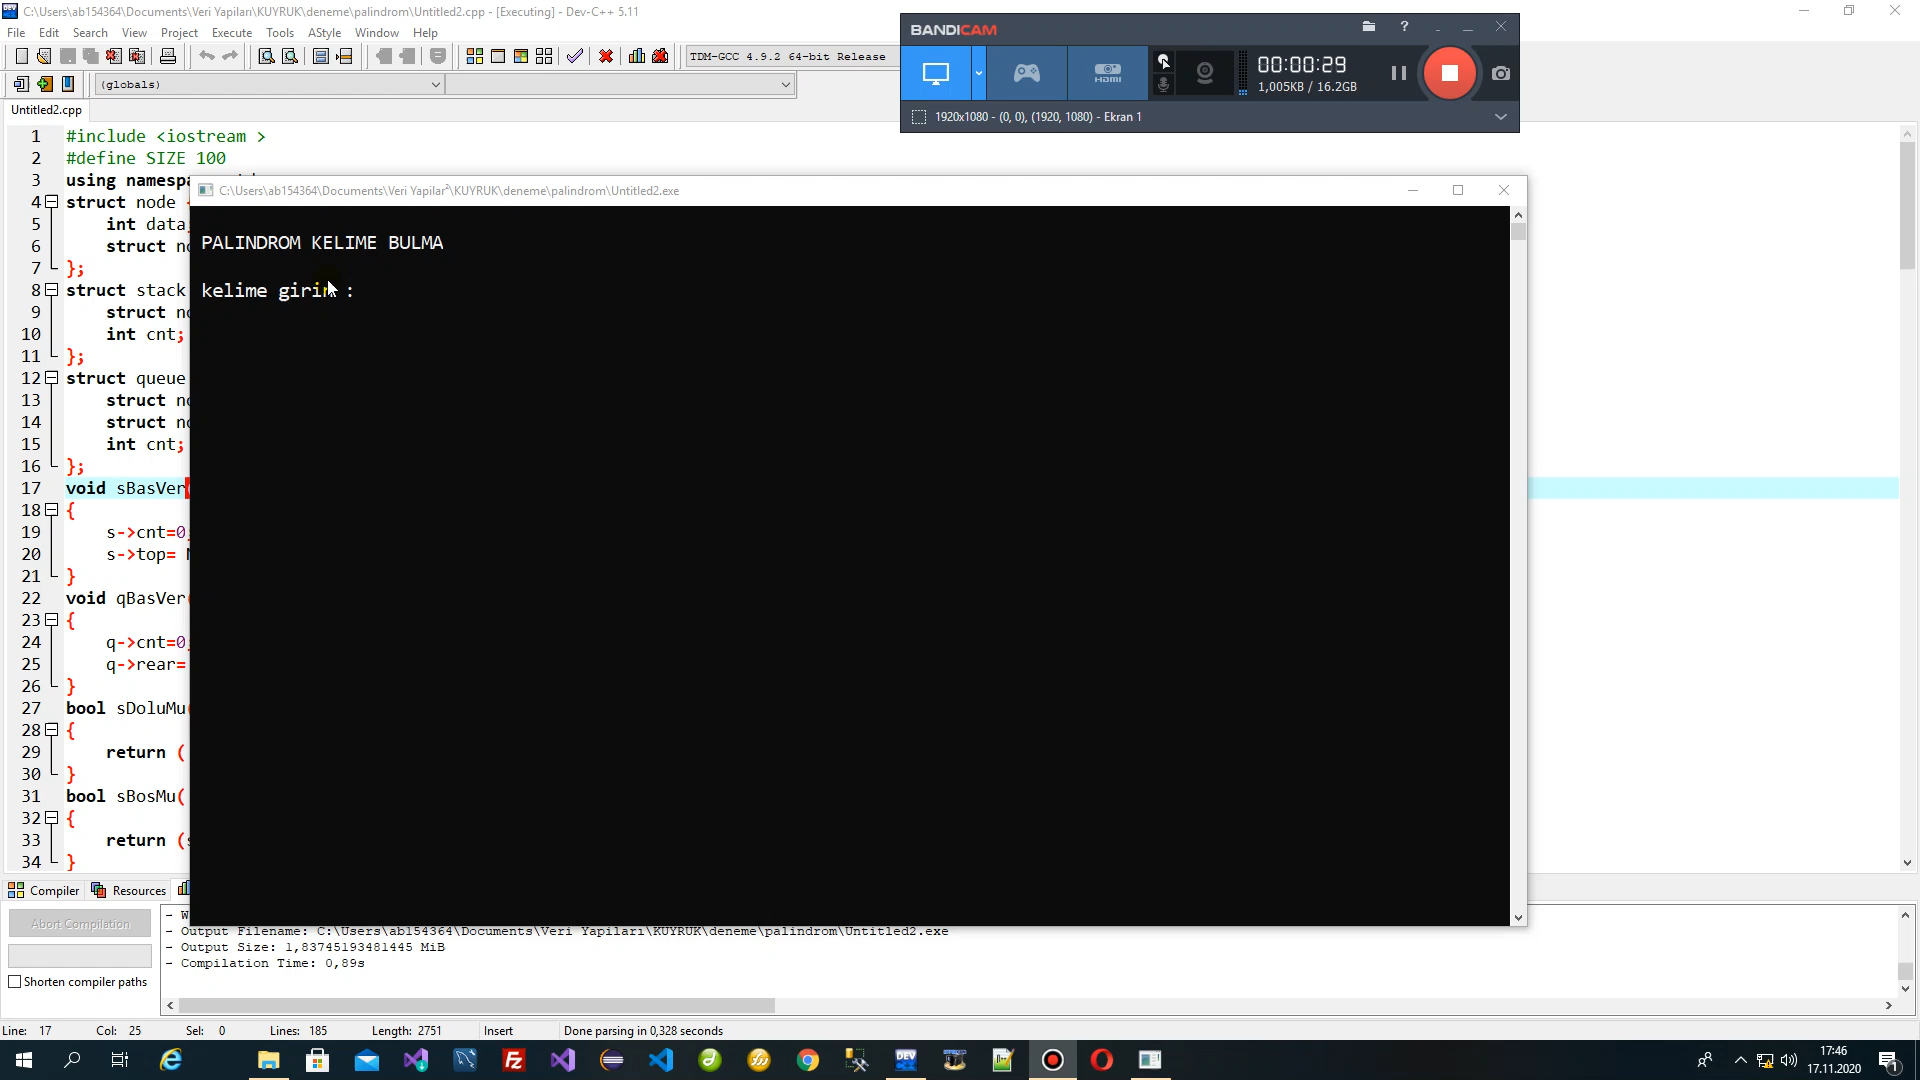 C:\Users\ab154364\Documents\Veri Yapıları\KUYRUK\deneme\palindrom\Untitled2.cpp - [Executing] - Dev-C++ 5.11
File Edit Search View Project Execute Tools AStyle Window Help
TDM-GCC 4.9.2 64-bit Release
(globals)
Untitled2.cpp
BANDICAM
00:00:29
1,005KB / 16.2GB
HDMI
1920x1080 - (0, 0), (1920, 1080) - Ekran 1
1 #include <iostream >
2 #define SIZE 100
3 using namespa
4 struct node
5 int data
6 struct
7 };
8 struct stack
9 struct
10 int cnt;
11 };
12 struct queue
13 struct
14 struct
15 int cnt;
16 };
17 void sBasVer
18 {
19 s->cnt=0
20 s->top=
21 }
22 void qBasVer
23 {
24 q->cnt=0
25 q->rear=
26 }
27 bool sDoluMu
28 {
29 return (
30 }
31 bool sBosMu(
32 {
33 return (
34 }
C:\Users\ab154364\Documents\Veri Yapilar²\KUYRUK\deneme\palindrom\Untitled2.exe
PALINDROM KELIME BULMA
kelime girin :
Compiler Resources
Abort Compilation
Shorten compiler paths
- Output Filename: C:\Users\ab154364\Documents\Veri Yapıları\KUYRUK\deneme\palindrom\Untitled2.exe
- Output Size: 1,83745193481445 MiB
- Compilation Time: 0,89s
Line: 17 Col: 25 Sel: 0 Lines: 185 Length: 2751 Insert Done parsing in 0,328 seconds
DEV
17:46
17.11.2020
1